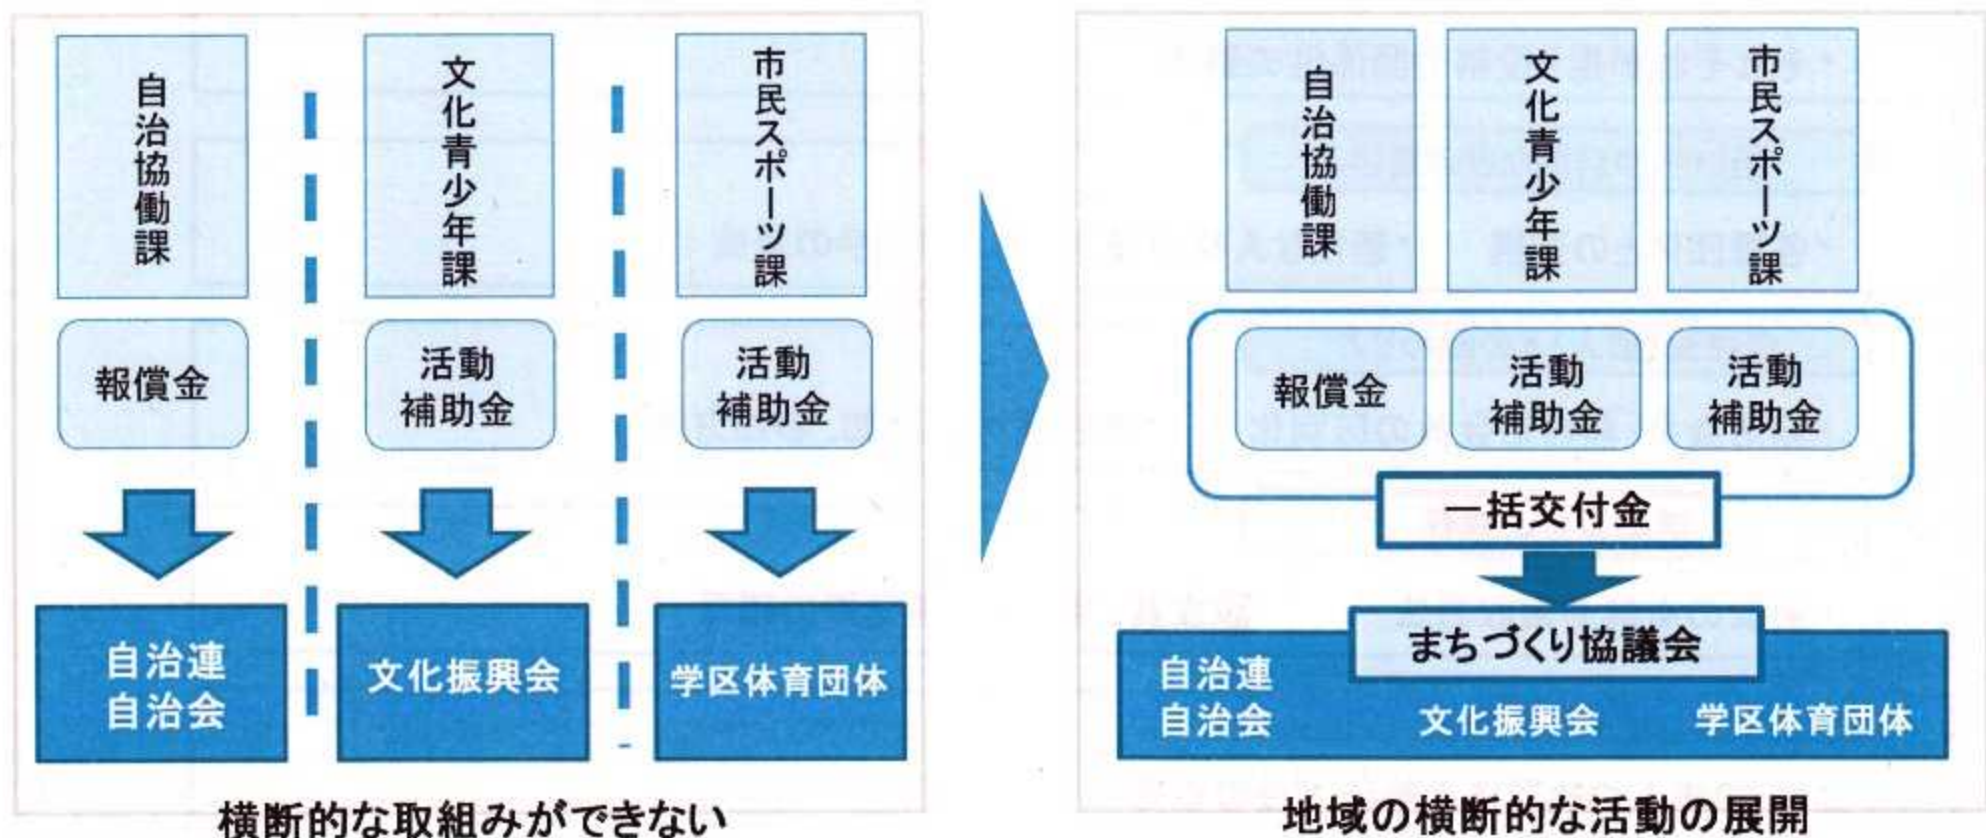 自治協働課
文化青少年課
市民スポーツ課
報償金
活動
補助金
活動
補助金
自治連
自治会
文化振興会
学区体育団体
横断的な取組みができない
自治協働課
文化青少年課
市民スポーツ課
報償金
活動
補助金
活動
補助金
一括交付金
まちづくり協議会
自治連
自治会
文化振興会
学区体育団体
地域の横断的な活動の展開